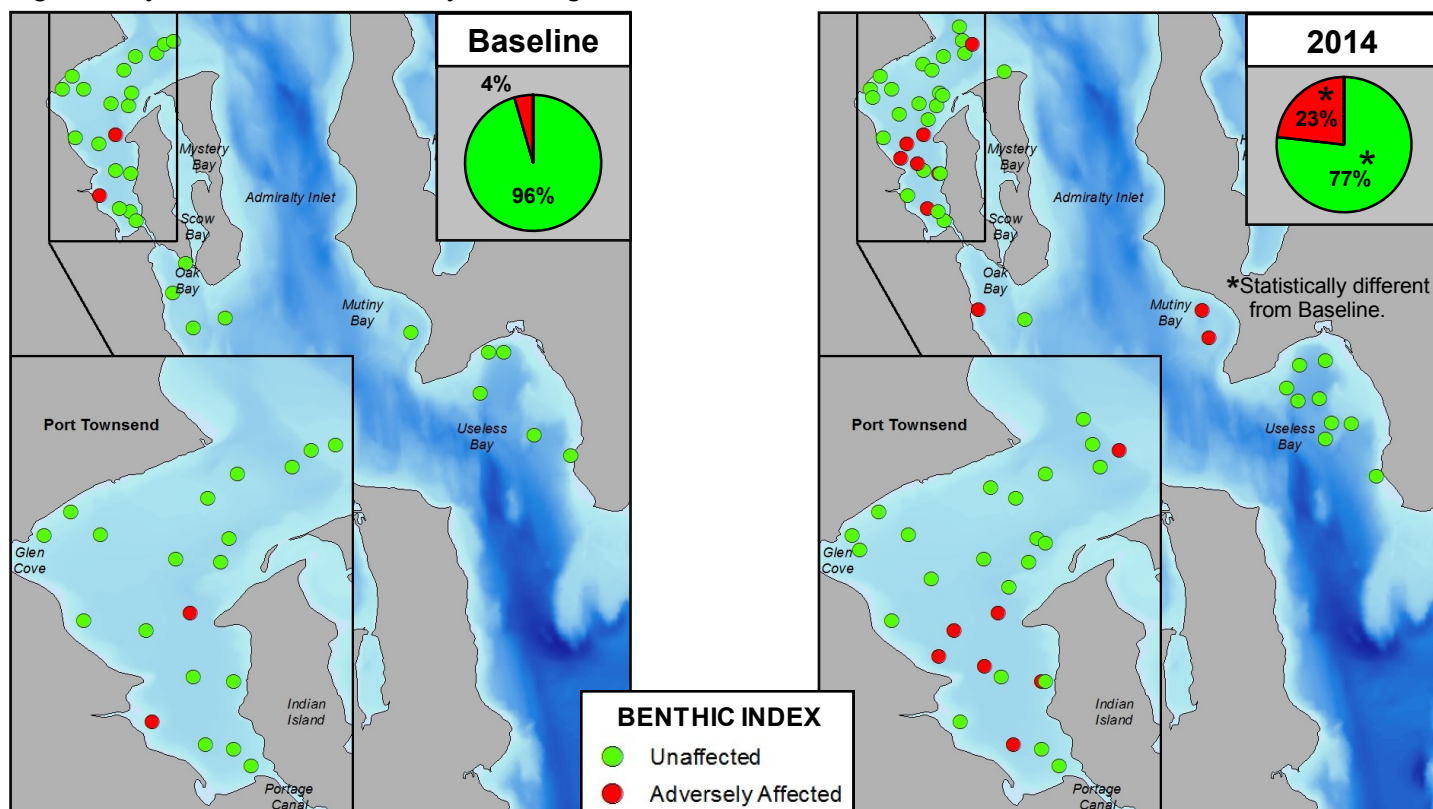 Baseline
4%
96%
Mystery
Bay
Admiralty Inlet
Scow
Bay
Oak
Bay
Mutiny
Bay
Useless
Bay
Port Townsend
Glen
Cove
Indian
Island
Portage
Canal
2014
*
23%
*
77%
Mystery
Bay
Admiralty Inlet
Scow
Bay
Oak
Bay
*Statistically different
from Baseline.
Mutiny
Bay
Useless
Bay
Port Townsend
Glen
Cove
Indian
Island
Portage
Canal
BENTHIC INDEX
Unaffected
Adversely Affected